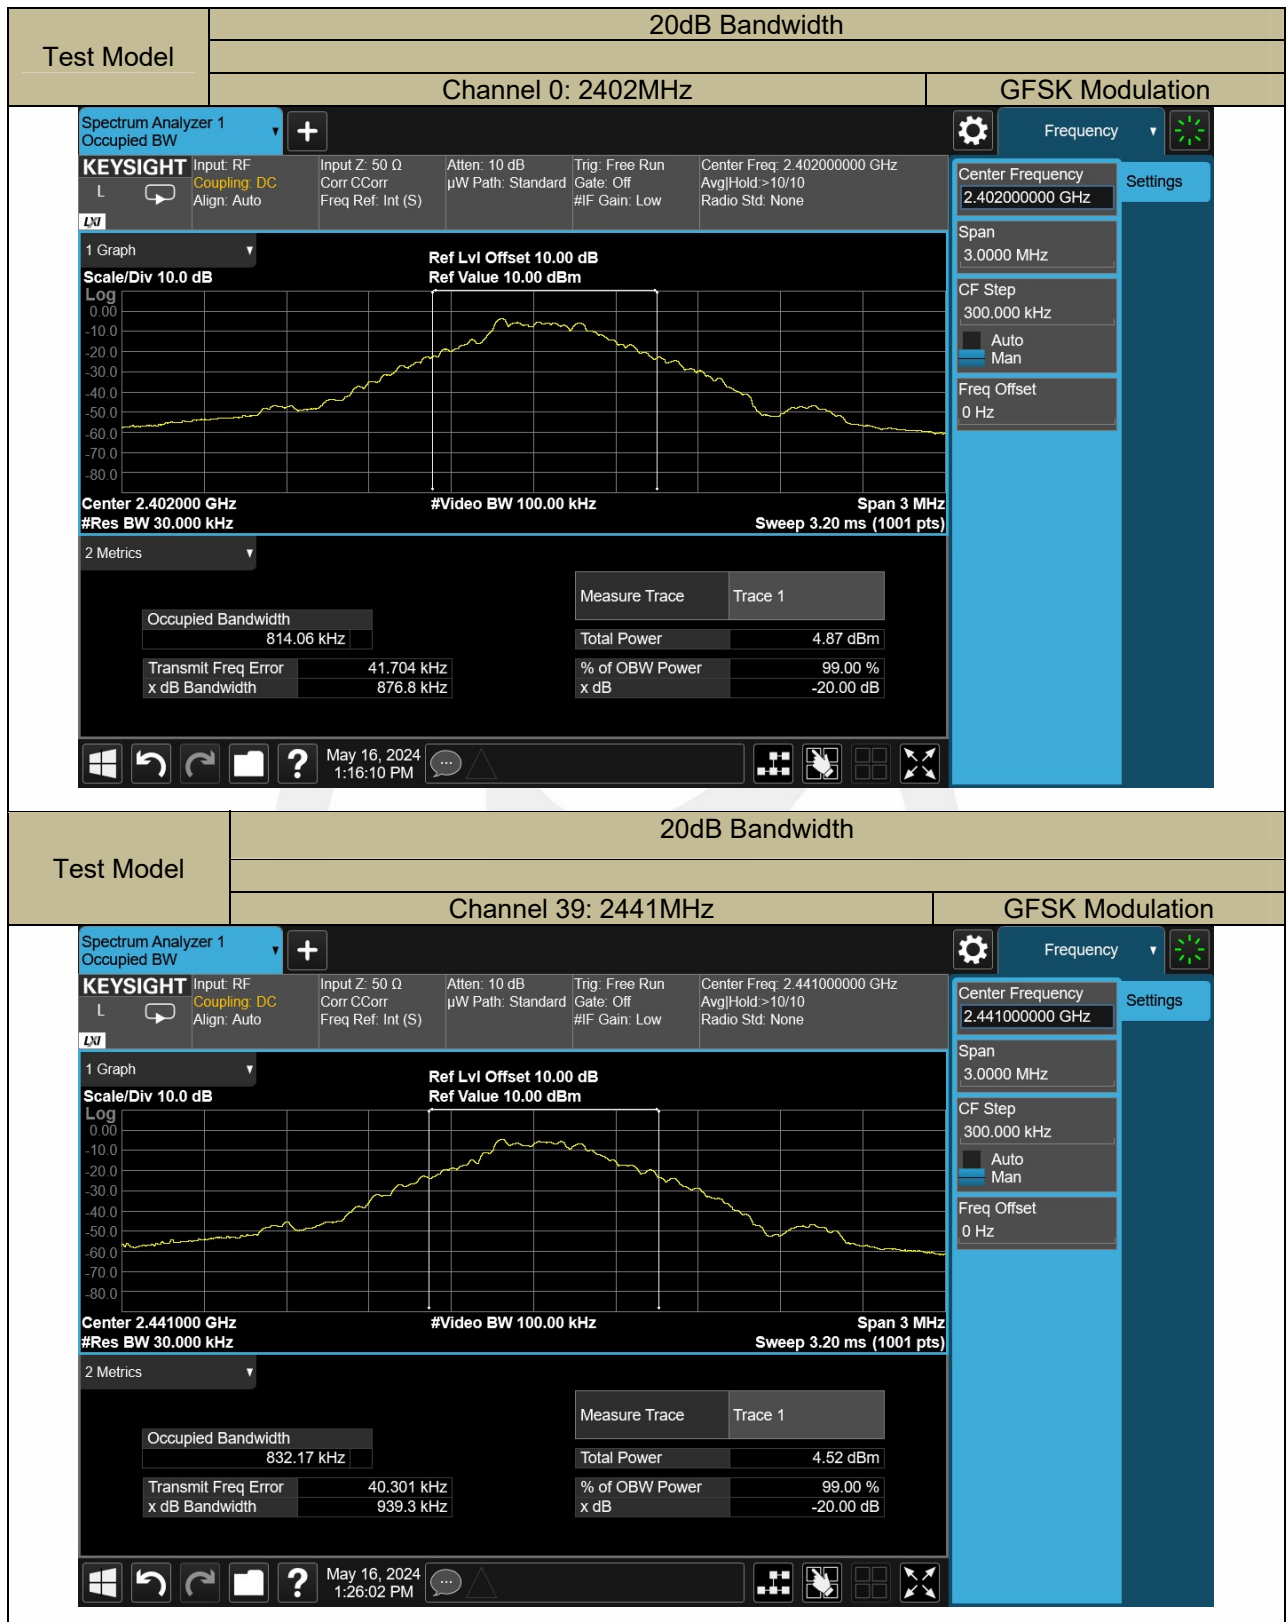 20dB Bandwidth
Test Model
Channel 0: 2402MHz GFSK Modulation
Spectrum Analyzer 1
Occupied BW
Frequency
KEYSIGHT Input: RF Input Z: 50 Ω Atten: 10 dB Trig: Free Run Center Freq: 2.402000000 GHz
L Coupling: DC Corr CCorr µW Path: Standard Gate: Off Avg|Hold:>10/10
Align: Auto Freq Ref: Int (S) #IF Gain: Low Radio Std: None
LXI
Center Frequency
2.402000000 GHz
Settings
Span
3.0000 MHz
CF Step
300.000 kHz
Auto
Man
Freq Offset
0 Hz
1 Graph
Ref Lvl Offset 10.00 dB
Scale/Div 10.0 dB Ref Value 10.00 dBm
Log
0.00
-10.0
-20.0
-30.0
-40.0
-50.0
-60.0
-70.0
-80.0
Center 2.402000 GHz #Video BW 100.00 kHz Span 3 MHz
#Res BW 30.000 kHz Sweep 3.20 ms (1001 pts)
2 Metrics
Measure Trace Trace 1
Occupied Bandwidth
814.06 kHz
Total Power 4.87 dBm
Transmit Freq Error 41.704 kHz % of OBW Power 99.00 %
x dB Bandwidth 876.8 kHz x dB -20.00 dB
May 16, 2024
1:16:10 PM
20dB Bandwidth
Test Model
Channel 39: 2441MHz GFSK Modulation
Spectrum Analyzer 1
Occupied BW
Frequency
KEYSIGHT Input: RF Input Z: 50 Ω Atten: 10 dB Trig: Free Run Center Freq: 2.441000000 GHz
L Coupling: DC Corr CCorr µW Path: Standard Gate: Off Avg|Hold:>10/10
Align: Auto Freq Ref: Int (S) #IF Gain: Low Radio Std: None
LXI
Center Frequency
2.441000000 GHz
Settings
Span
3.0000 MHz
CF Step
300.000 kHz
Auto
Man
Freq Offset
0 Hz
1 Graph
Ref Lvl Offset 10.00 dB
Scale/Div 10.0 dB Ref Value 10.00 dBm
Log
0.00
-10.0
-20.0
-30.0
-40.0
-50.0
-60.0
-70.0
-80.0
Center 2.441000 GHz #Video BW 100.00 kHz Span 3 MHz
#Res BW 30.000 kHz Sweep 3.20 ms (1001 pts)
2 Metrics
Measure Trace Trace 1
Occupied Bandwidth
832.17 kHz
Total Power 4.52 dBm
Transmit Freq Error 40.301 kHz % of OBW Power 99.00 %
x dB Bandwidth 939.3 kHz x dB -20.00 dB
May 16, 2024
1:26:02 PM